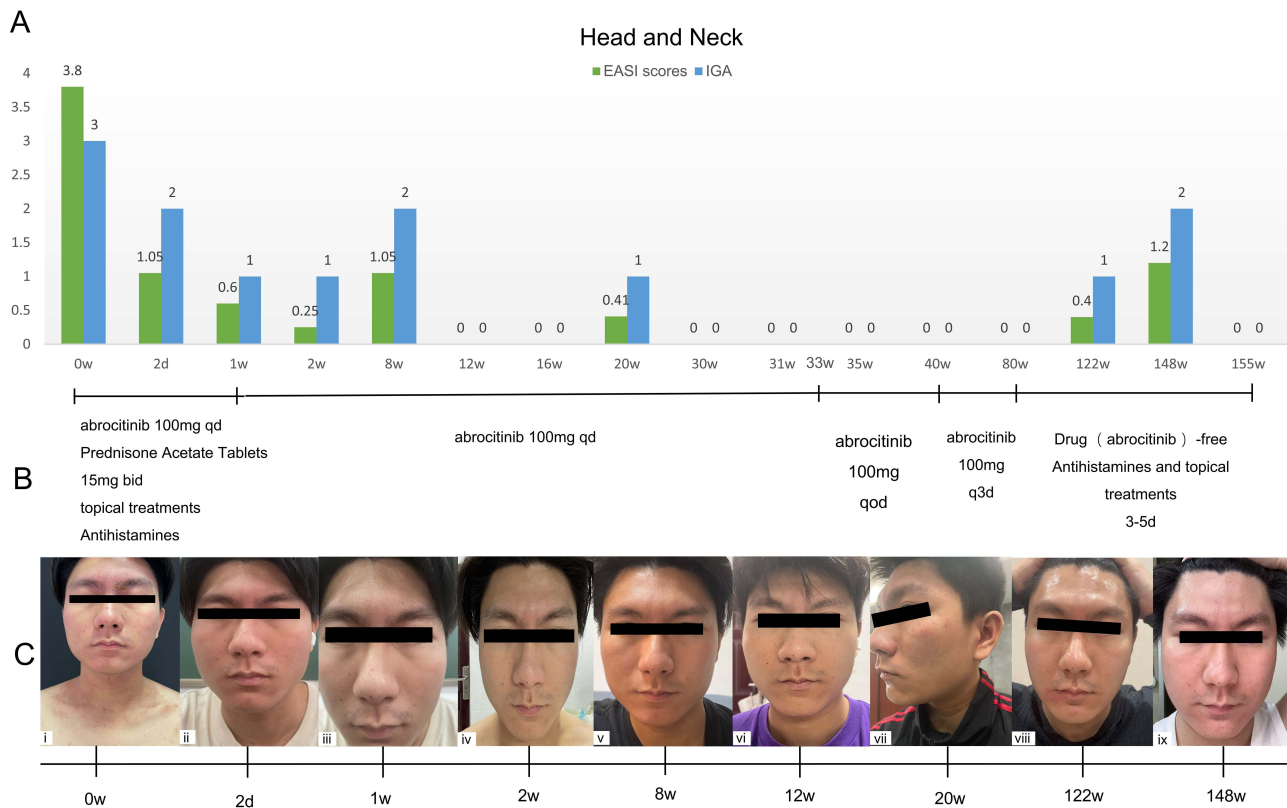 A
Head and Neck
EASI scores IGA
4
3.5
3
2.5
2
1.5
1
0.5
0
3.8 3
1.05 2
0.6 1
0.25 1
1.05 2
0 0
0 0
0.41 1
0 0
0 0
0 0
0 0
0 0
0.4 1
1.2 2
0 0
0w 2d 1w 2w 8w 12w 16w 20w 30w 31w 33w 35w 40w 80w 122w 148w 155w
B
abrocitinib 100mg qd
Prednisone Acetate Tablets
15mg bid
topical treatments
Antihistamines
abrocitinib 100mg qd
abrocitinib
100mg
qod
abrocitinib
100mg
q3d
Drug（abrocitinib）-free
Antihistamines and topical
treatments
3-5d
C
i ii iii iv v vi vii viii ix
0w 2d 1w 2w 8w 12w 20w 122w 148w